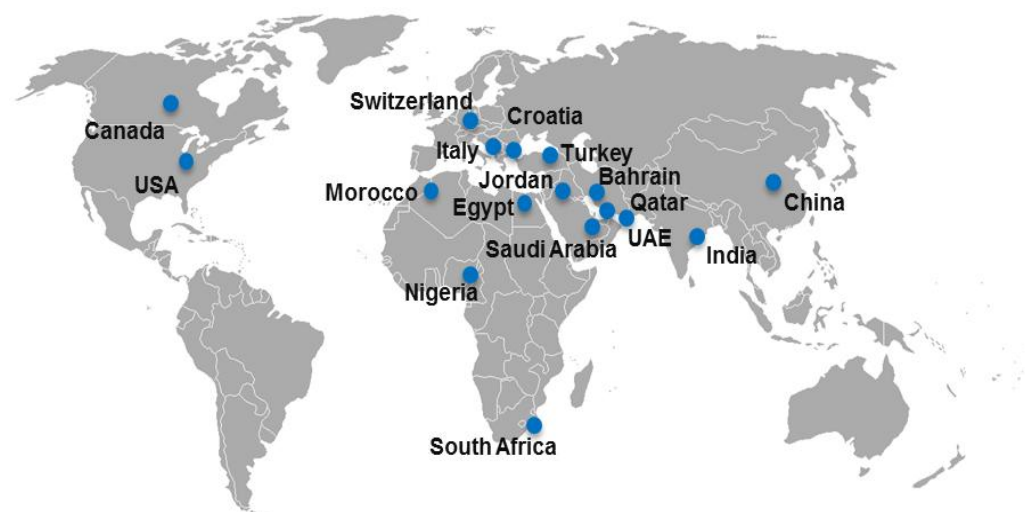 Switzerland
Croatia
Canada
Italy
Turkey
USA
Morocco
Jordan
Bahrain
Egypt
Qatar
China
Saudi Arabia
UAE
India
Nigeria
South Africa